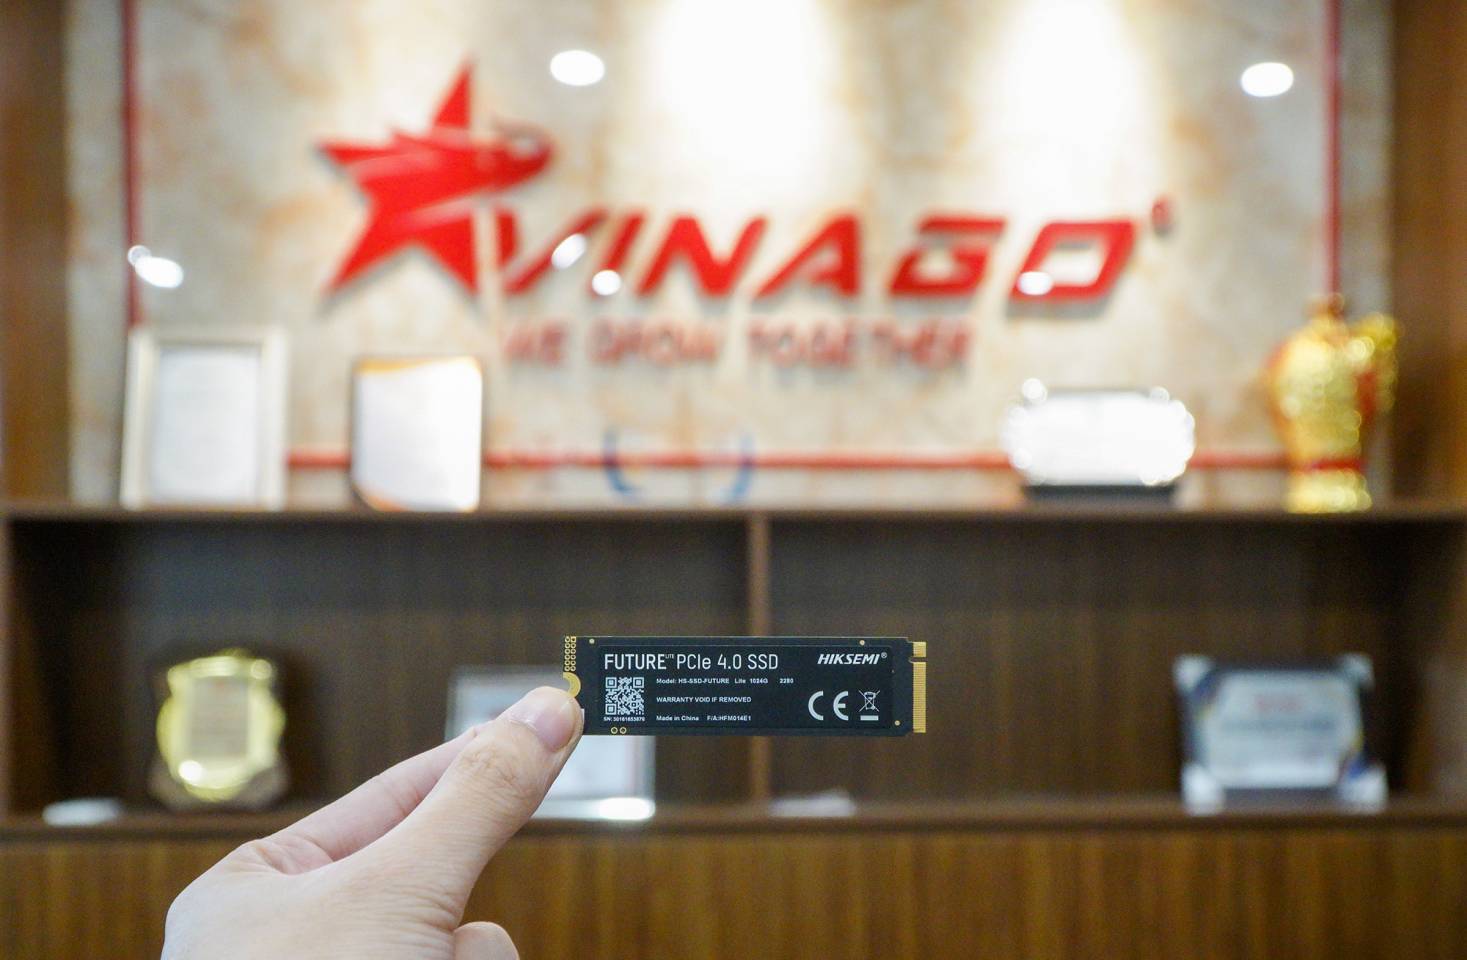 VINAGO®
WE GROW TOGETHER
FUTURE LITE PCIe 4.0 SSD
HIKSEMI®
Model: HS-SSD-FUTURE Lite 1024G 2280
WARRANTY VOID IF REMOVED
Made in China F/A:HFM014E1
CE